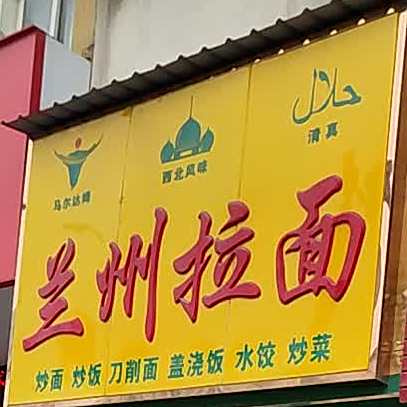 حلال
清真
西北风味
马尔达姆
兰州拉面
炒面 炒饭 刀削面 盖浇饭 水饺 炒菜